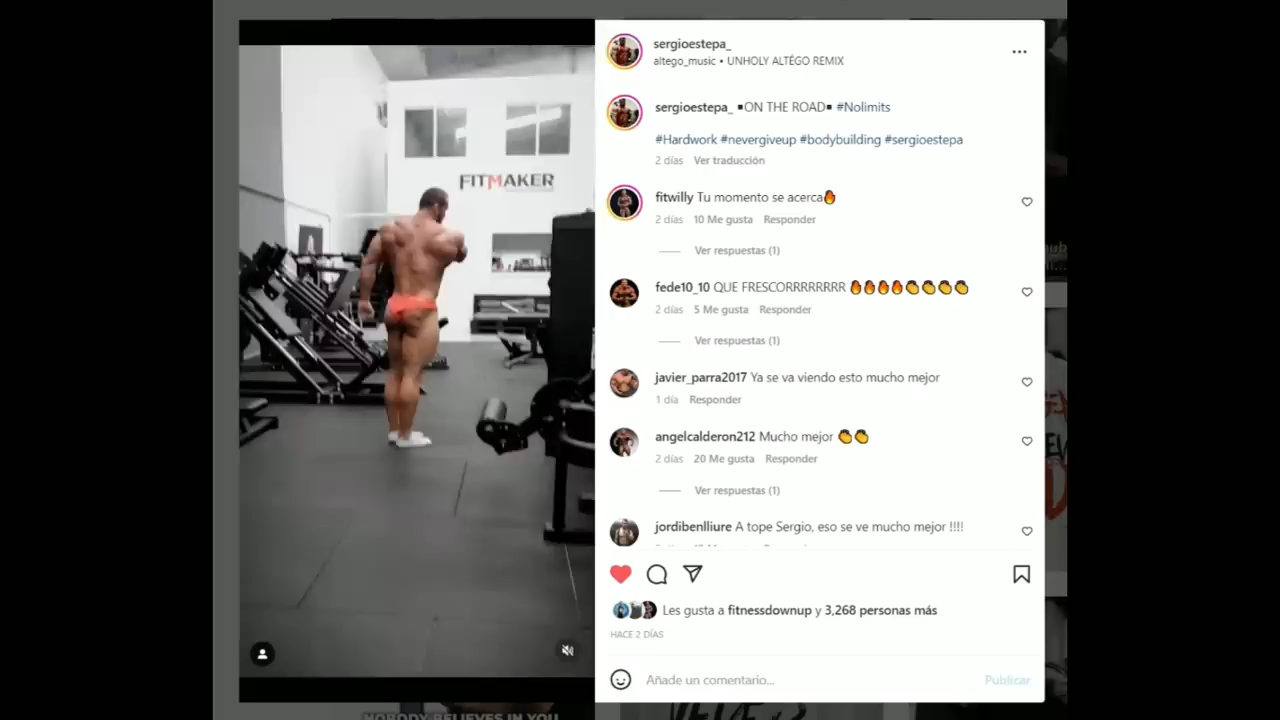 sergioestepa_
altego_music • UNHOLY ALTÉGO REMIX
sergioestepa_ ▪ON THE ROAD▪ #Nolimits
#Hardwork #nevergiveup #bodybuilding #sergioestepa
2 días Ver traducción
FITMAKER
fitwilly Tu momento se acerca🔥
2 días 10 Me gusta Responder
Ver respuestas (1)
fede10_10 QUE FRESCORRRRRRRR 🔥🔥🔥🔥👏👏👏👏
2 días 5 Me gusta Responder
Ver respuestas (1)
javier_parra2017 Ya se va viendo esto mucho mejor
1 día Responder
angelcalderon212 Mucho mejor 👏👏
2 días 20 Me gusta Responder
Ver respuestas (1)
jordibenlliure A tope Sergio, eso se ve mucho mejor !!!!
Les gusta a fitnessdownup y 3,268 personas más
HACE 2 DÍAS
Añade un comentario...
Publicar
NOBODY BELIEVES IN YOU